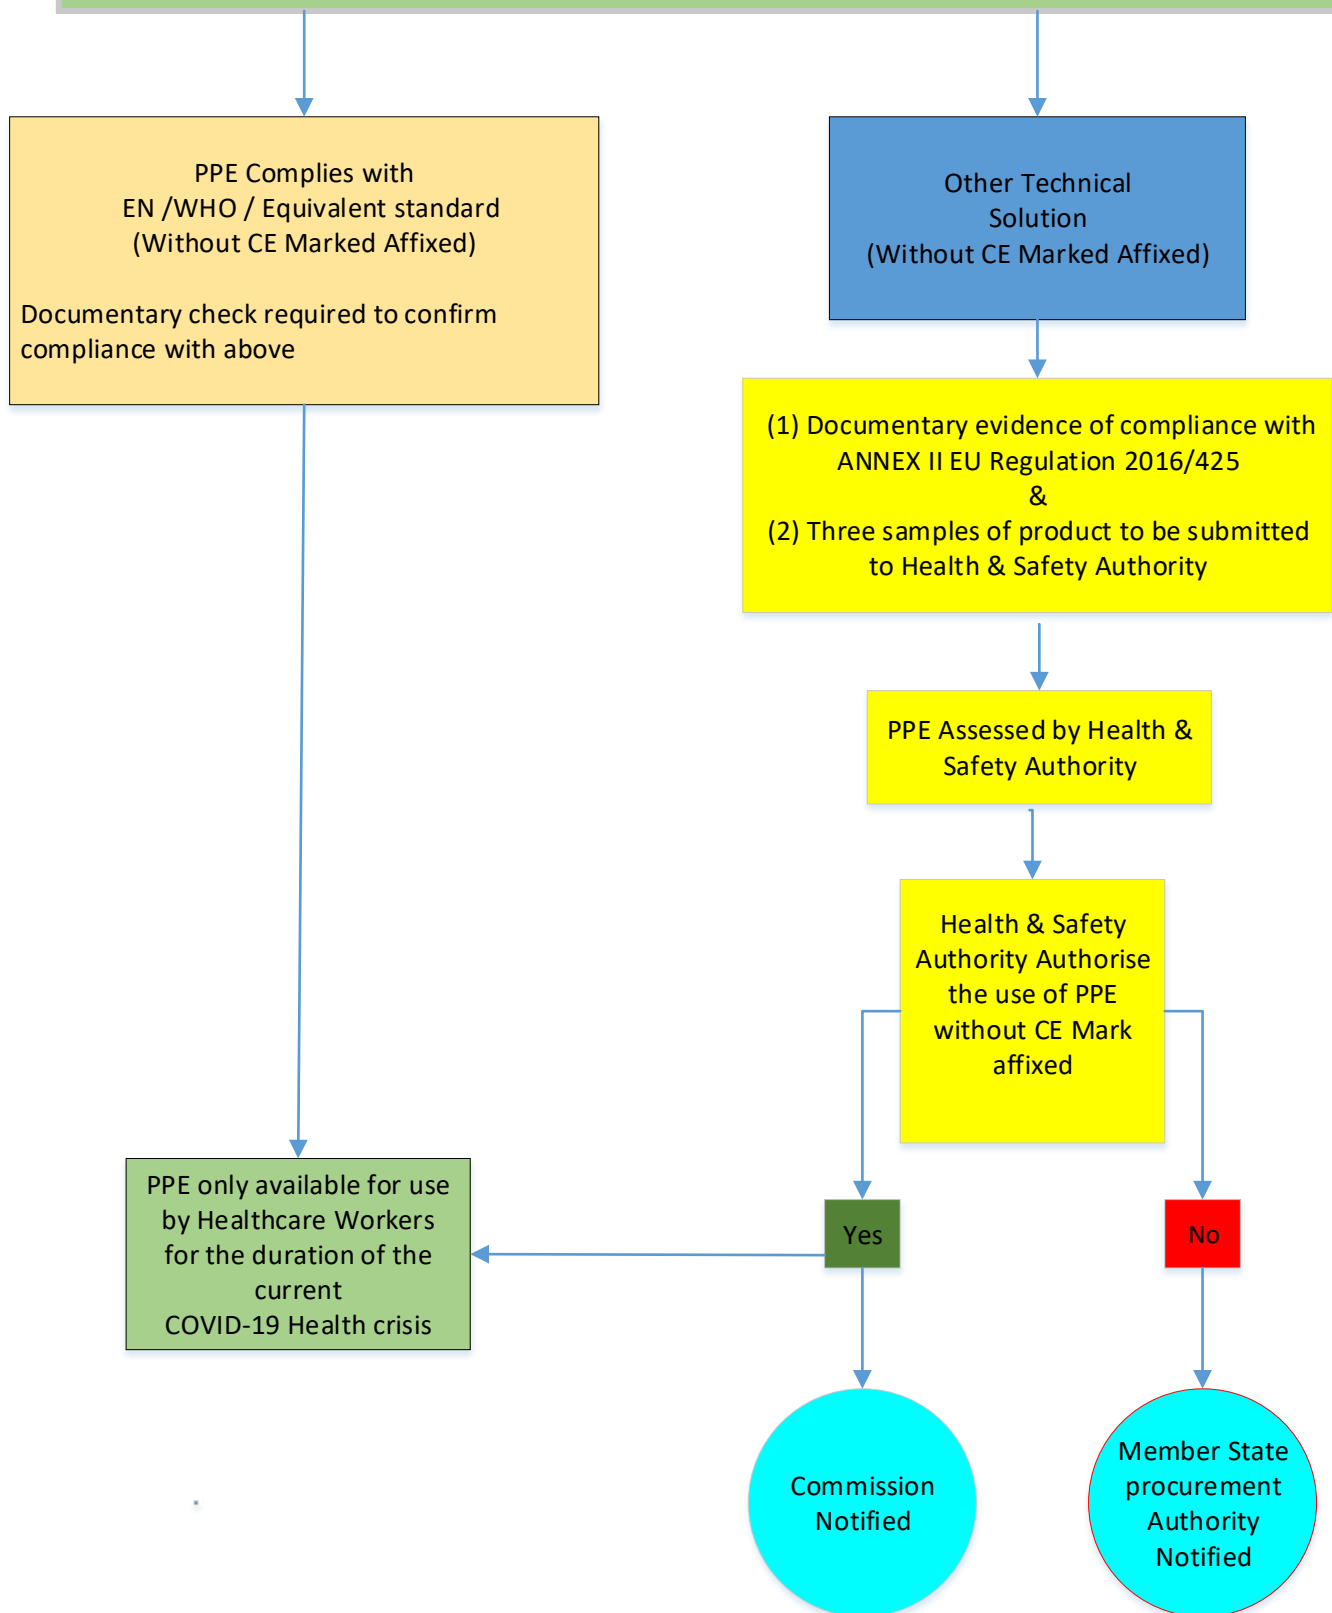 PPE Complies with
EN /WHO / Equivalent standard
(Without CE Marked Affixed)
Documentary check required to confirm
compliance with above
Other Technical
Solution
(Without CE Marked Affixed)
(1) Documentary evidence of compliance with
ANNEX II EU Regulation 2016/425
&
(2) Three samples of product to be submitted
to Health & Safety Authority
PPE Assessed by Health &
Safety Authority
Health & Safety
Authority Authorise
the use of PPE
without CE Mark
affixed
PPE only available for use
by Healthcare Workers
for the duration of the
current
COVID-19 Health crisis
Yes
No
Commission
Notified
Member State
procurement
Authority
Notified